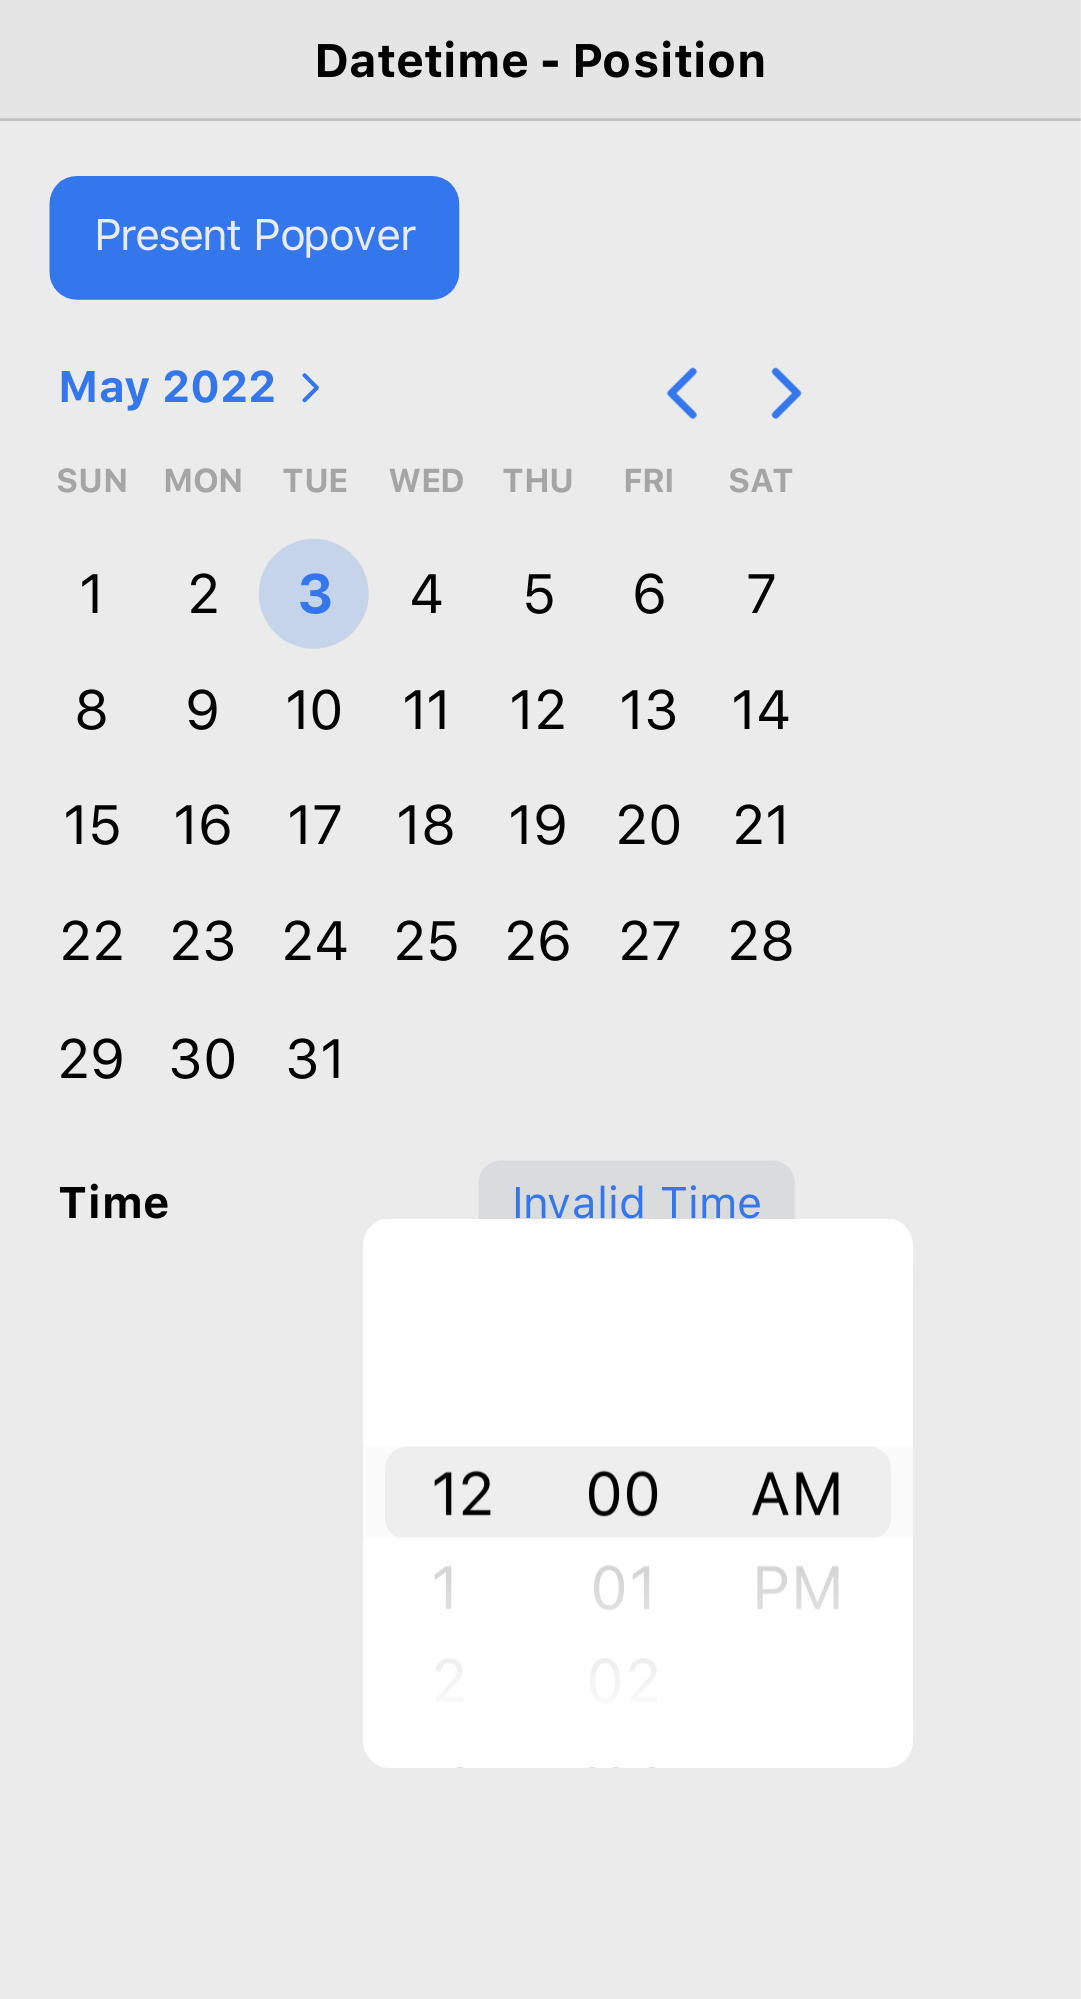 Datetime - Position
Present Popover
May 2022
SUN MON TUE WED THU FRI SAT
1 2 3 4 5 6 7
8 9 10 11 12 13 14
15 16 17 18 19 20 21
22 23 24 25 26 27 28
29 30 31
Time Invalid Time
12 00 AM
1 01 PM
2 02